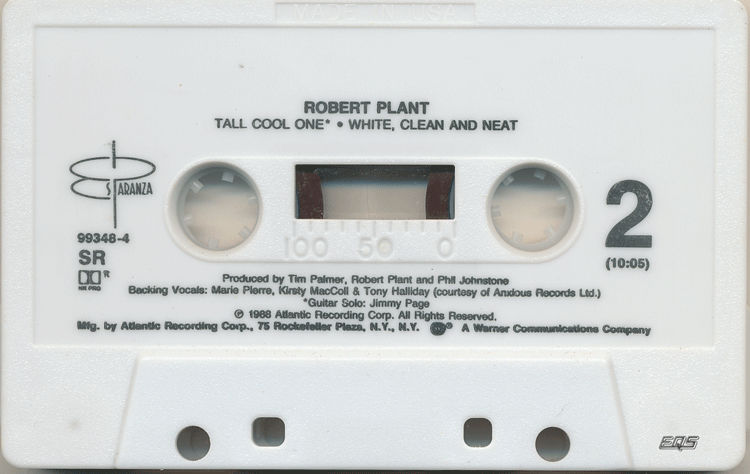 MADE IN USA
ROBERT PLANT
TALL COOL ONE* • WHITE, CLEAN AND NEAT
ES PARANZA
99348-4
SR
2
(10:05)
100 50 0
Produced by Tim Palmer, Robert Plant and Phil Johnstone
Backing Vocals: Marie Pierre, Kirsty MacColl & Tony Halliday (courtesy of Anxious Records Ltd.)
*Guitar Solo: Jimmy Page
℗ 1988 Atlantic Recording Corp. All Rights Reserved.
Mfg. by Atlantic Recording Corp., 75 Rockefeller Plaza, N.Y., N.Y. ® A Warner Communications Company
EQS